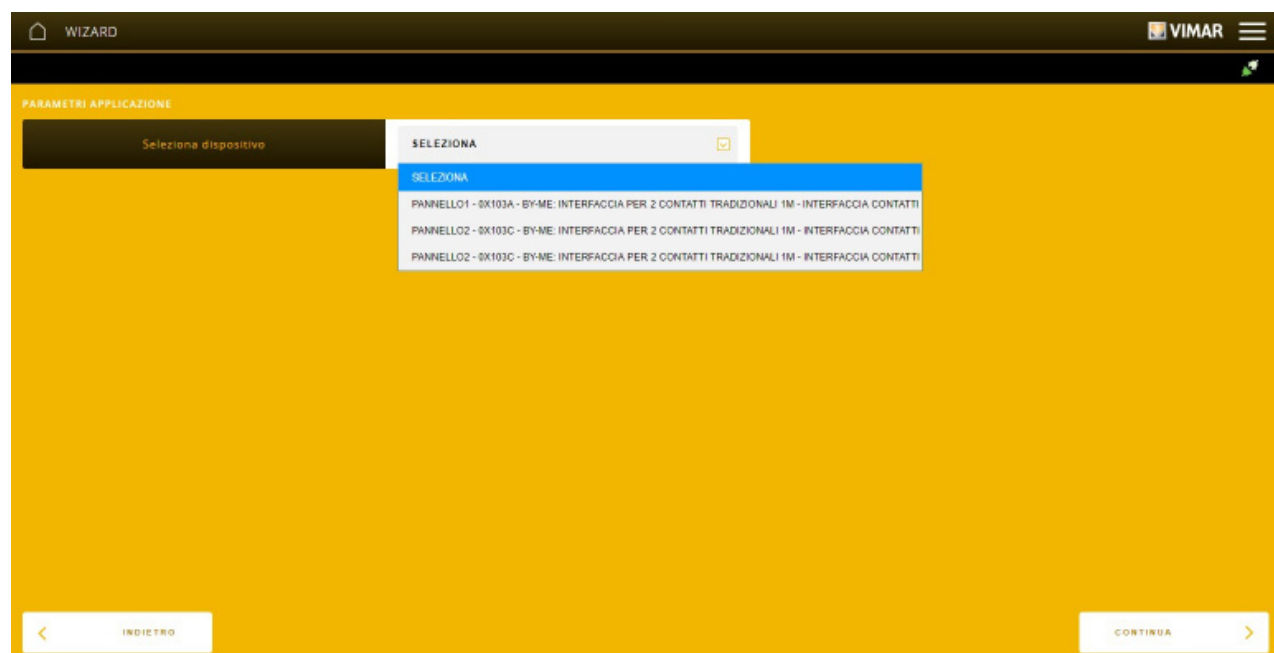 WIZARD
VIMAR
PARAMETRI APPLICAZIONE
Seleziona dispositivo
SELEZIONA
SELEZIONA
PANNELLO1 - 0X103A - BY-ME: INTERFACCIA PER 2 CONTATTI TRADIZIONALI 1M - INTERFACCIA CONTATTI
PANNELLO2 - 0X103C - BY-ME: INTERFACCIA PER 2 CONTATTI TRADIZIONALI 1M - INTERFACCIA CONTATTI
PANNELLO2 - 0X103C - BY-ME: INTERFACCIA PER 2 CONTATTI TRADIZIONALI 1M - INTERFACCIA CONTATTI
INDIETRO
CONTINUA